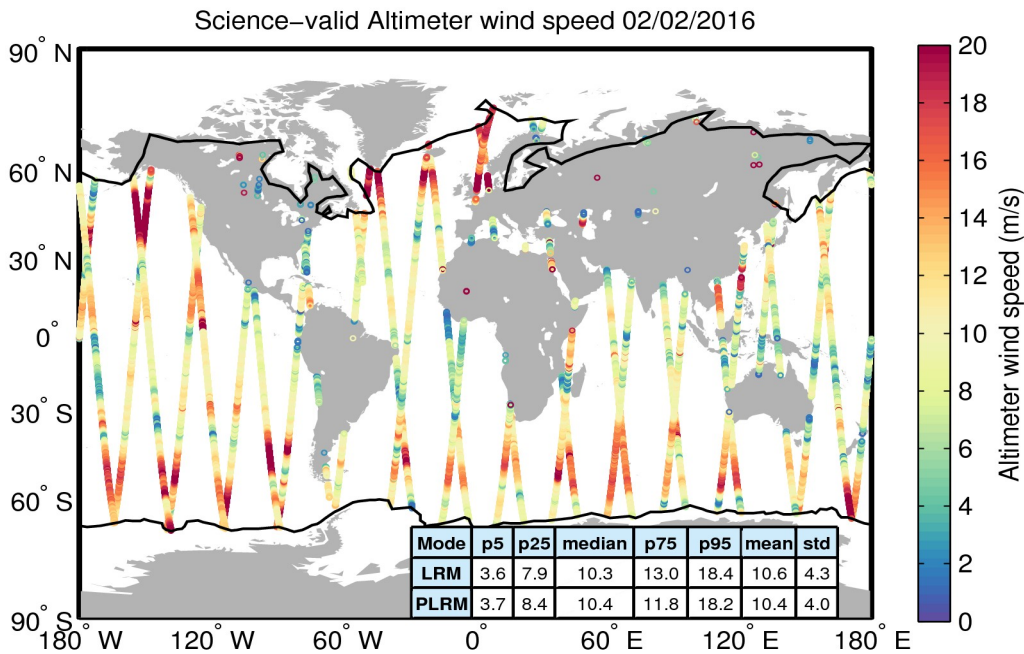 Science−valid Altimeter wind speed 02/02/2016
90° N
60° N
30° N
0°
30° S
60° S
90° S
180° W
120° W
60° W
0°
60° E
120° E
180° E
Mode p5 p25 median p75 p95 mean std
LRM 3.6 7.9 10.3 13.0 18.4 10.6 4.3
PLRM 3.7 8.4 10.4 11.8 18.2 10.4 4.0
20
18
16
14
12
10
8
6
4
2
0
Altimeter wind speed (m/s)